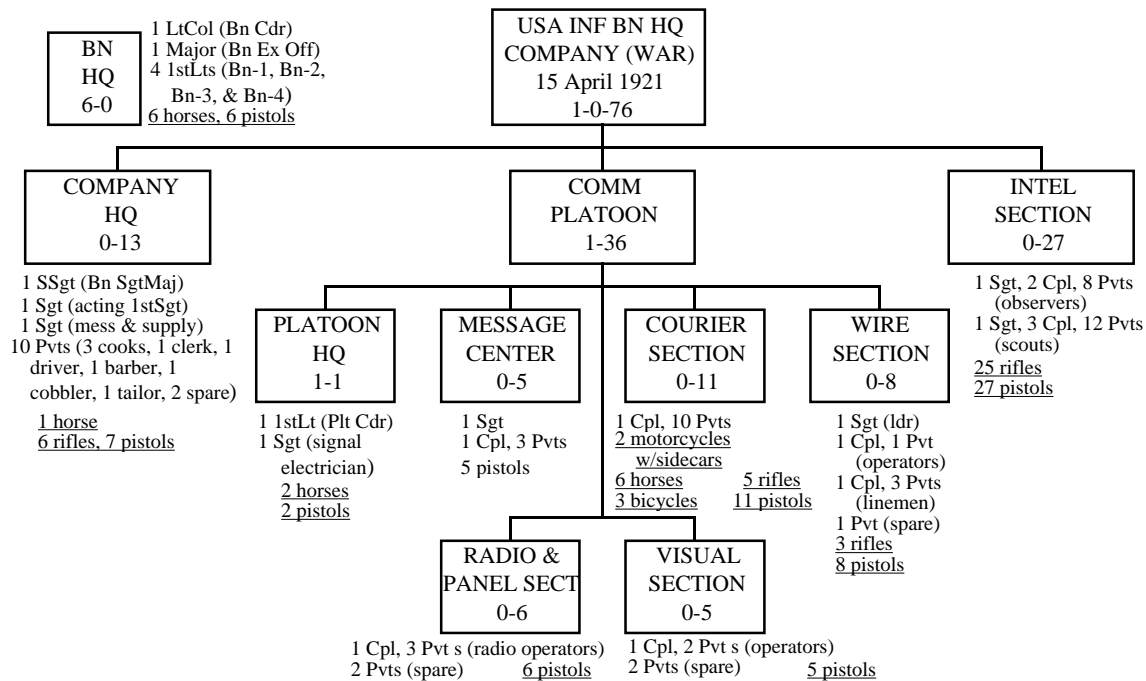 BN
HQ
6-0
1 LtCol (Bn Cdr)
1 Major (Bn Ex Off)
4 1stLts (Bn-1, Bn-2,
Bn-3, & Bn-4)
6 horses, 6 pistols
USA INF BN HQ
COMPANY (WAR)
15 April 1921
1-0-76
COMPANY
HQ
0-13
1 SSgt (Bn SgtMaj)
1 Sgt (acting 1stSgt)
1 Sgt (mess & supply)
10 Pvts (3 cooks, 1 clerk, 1
driver, 1 barber, 1
cobbler, 1 tailor, 2 spare)
1 horse
6 rifles, 7 pistols
COMM
PLATOON
1-36
INTEL
SECTION
0-27
1 Sgt, 2 Cpl, 8 Pvts
(observers)
1 Sgt, 3 Cpl, 12 Pvts
(scouts)
25 rifles
27 pistols
PLATOON
HQ
1-1
1 1stLt (Plt Cdr)
1 Sgt (signal
electrician)
2 horses
2 pistols
MESSAGE
CENTER
0-5
1 Sgt
1 Cpl, 3 Pvts
5 pistols
COURIER
SECTION
0-11
1 Cpl, 10 Pvts
2 motorcycles
w/sidecars
6 horses
3 bicycles
5 rifles
11 pistols
WIRE
SECTION
0-8
1 Sgt (ldr)
1 Cpl, 1 Pvt
(operators)
1 Cpl, 3 Pvts
(linemen)
1 Pvt (spare)
3 rifles
8 pistols
RADIO &
PANEL SECT
0-6
1 Cpl, 3 Pvt s (radio operators)
2 Pvts (spare) 6 pistols
VISUAL
SECTION
0-5
1 Cpl, 2 Pvt s (operators)
2 Pvts (spare) 5 pistols